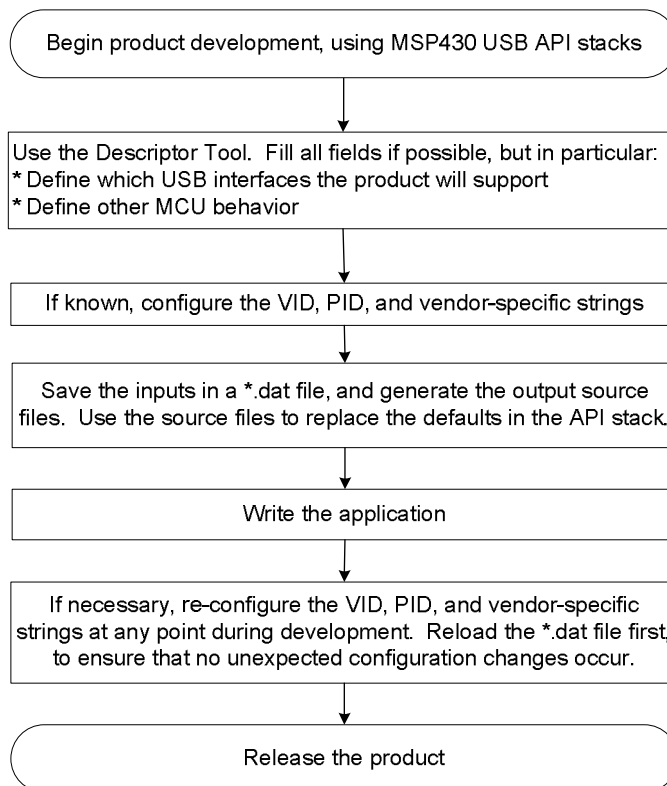 Begin product development, using MSP430 USB API stacks
Use the Descriptor Tool. Fill all fields if possible, but in particular:
* Define which USB interfaces the product will support
* Define other MCU behavior
If known, configure the VID, PID, and vendor-specific strings
Save the inputs in a *.dat file, and generate the output source
files. Use the source files to replace the defaults in the API stack.
Write the application
If necessary, re-configure the VID, PID, and vendor-specific
strings at any point during development. Reload the *.dat file first,
to ensure that no unexpected configuration changes occur.
Release the product